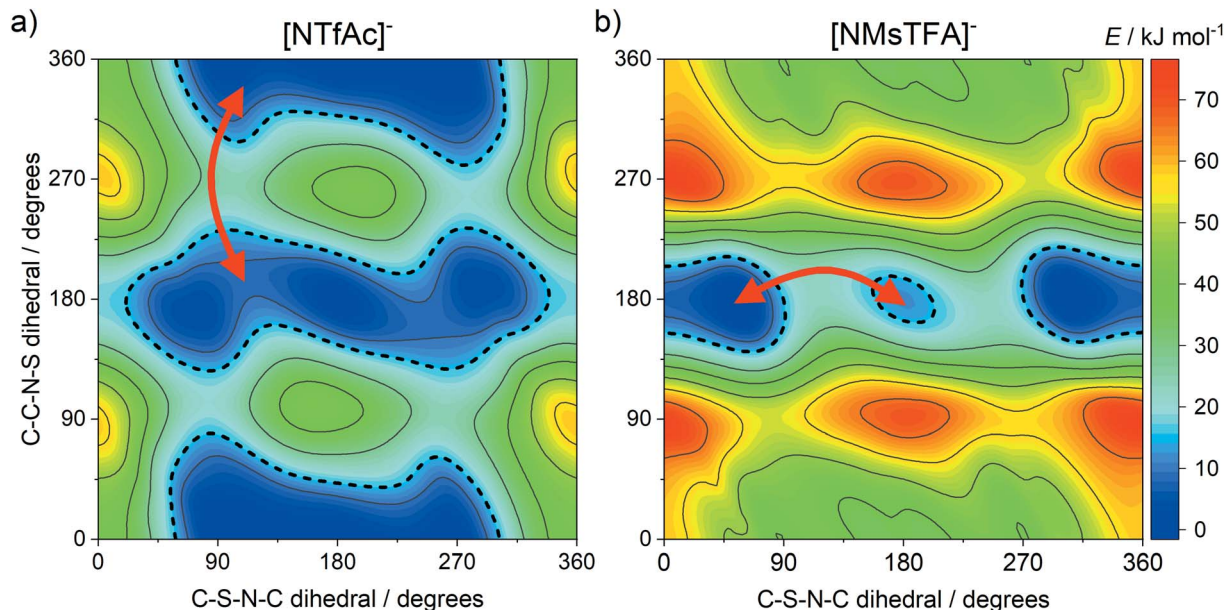 a) [NTfAc]-
b) [NMsTFA]-
E / kJ mol-1
C-C-N-S dihedral / degrees
360
270
180
90
0
0 90 180 270 360
C-S-N-C dihedral / degrees
360
270
180
90
0
0 90 180 270 360
C-S-N-C dihedral / degrees
70
60
50
40
30
20
10
0